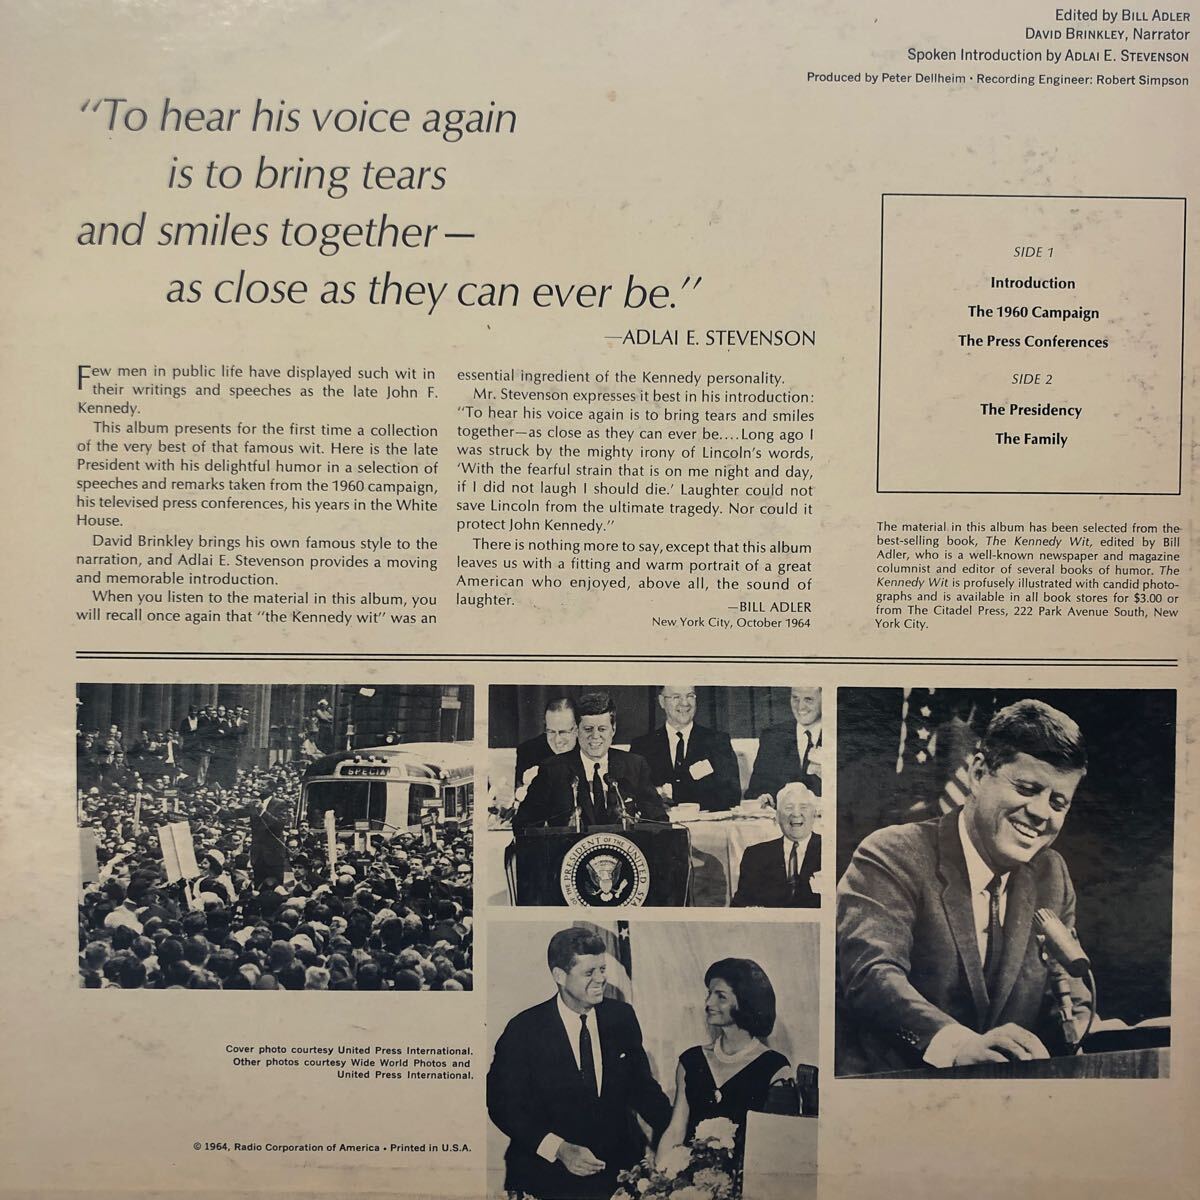 Edited by BILL ADLER
DAVID BRINKLEY, Narrator
Spoken Introduction by ADLAI E. STEVENSON
Produced by Peter Dellheim • Recording Engineer: Robert Simpson
“To hear his voice again
is to bring tears
and smiles together—
as close as they can ever be.”
—ADLAI E. STEVENSON
Few men in public life have displayed such wit in
their writings and speeches as the late John F.
Kennedy.
This album presents for the first time a collection
of the very best of that famous wit. Here is the late
President with his delightful humor in a selection of
speeches and remarks taken from the 1960 campaign,
his televised press conferences, his years in the White
House.
David Brinkley brings his own famous style to the
narration, and Adlai E. Stevenson provides a moving
and memorable introduction.
When you listen to the material in this album, you
will recall once again that “the Kennedy wit” was an
essential ingredient of the Kennedy personality.
Mr. Stevenson expresses it best in his introduction:
“To hear his voice again is to bring tears and smiles
together—as close as they can ever be....Long ago I
was struck by the mighty irony of Lincoln’s words,
‘With the fearful strain that is on me night and day,
if I did not laugh I should die.’ Laughter could not
save Lincoln from the ultimate tragedy. Nor could it
protect John Kennedy.”
There is nothing more to say, except that this album
leaves us with a fitting and warm portrait of a great
American who enjoyed, above all, the sound of
laughter.
—BILL ADLER
New York City, October 1964
SIDE 1
Introduction
The 1960 Campaign
The Press Conferences
SIDE 2
The Presidency
The Family
The material in this album has been selected from the
best-selling book, The Kennedy Wit, edited by Bill
Adler, who is a well-known newspaper and magazine
columnist and editor of several books of humor. The
Kennedy Wit is profusely illustrated with candid photo-
graphs and is available in all book stores for $3.00 or
from The Citadel Press, 222 Park Avenue South, New
York City.
SPECIAL
OF THE PRESIDENT OF THE UNITED STA
Cover photo courtesy United Press International.
Other photos courtesy Wide World Photos and
United Press International.
© 1964, Radio Corporation of America • Printed in U.S.A.